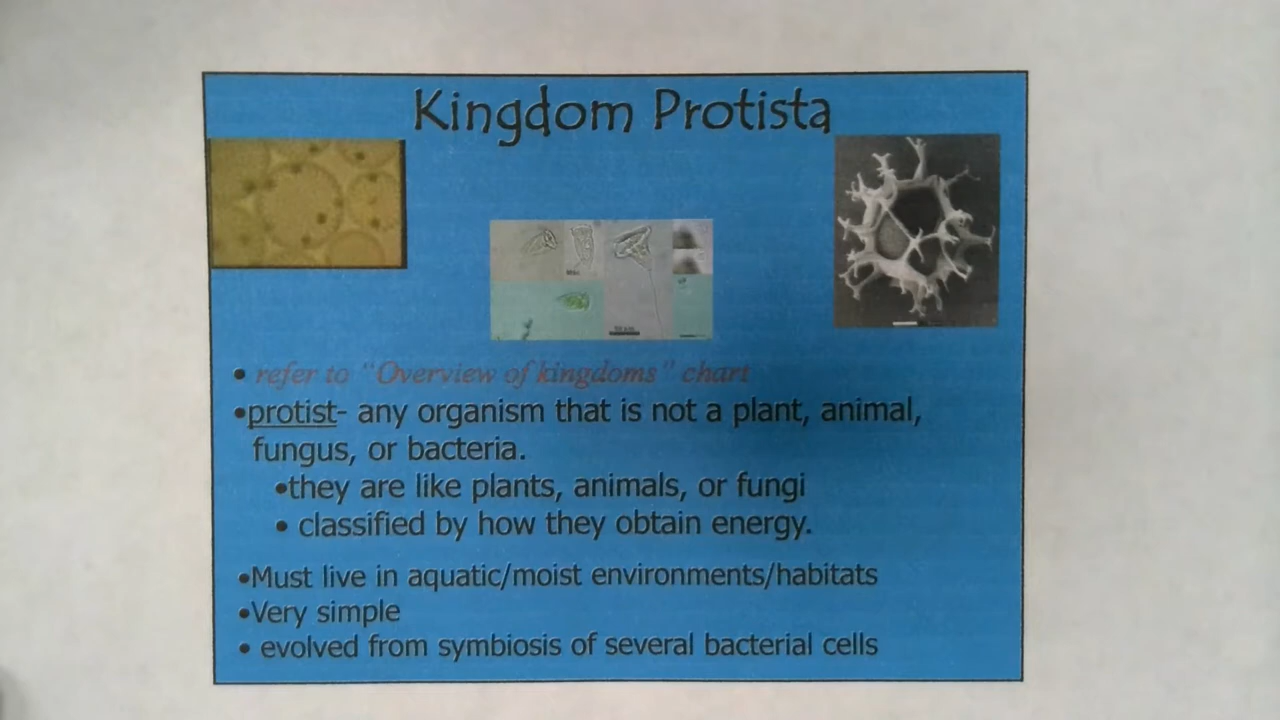 Kingdom Protista
• refer to "Overview of kingdoms" chart
•protist- any organism that is not a plant, animal,
fungus, or bacteria.
•they are like plants, animals, or fungi
• classified by how they obtain energy.
•Must live in aquatic/moist environments/habitats
•Very simple
• evolved from symbiosis of several bacterial cells